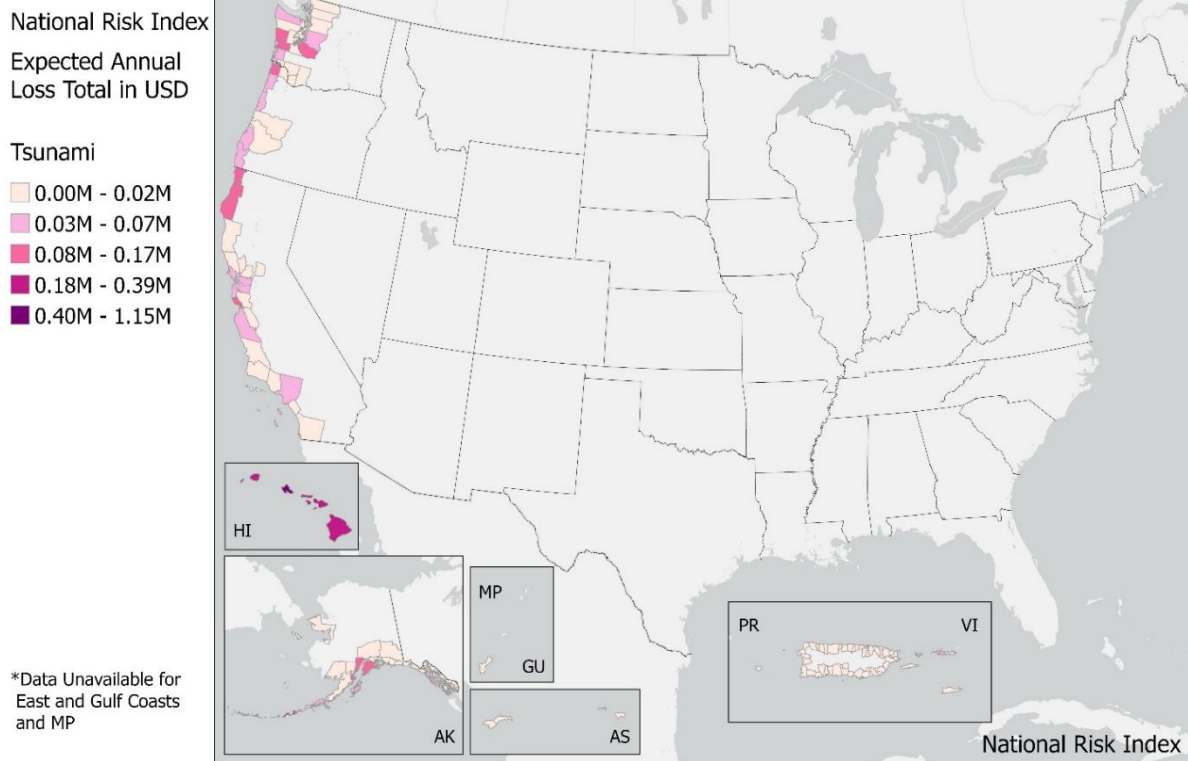 National Risk Index
Expected Annual
Loss Total in USD
Tsunami
0.00M - 0.02M
0.03M - 0.07M
0.08M - 0.17M
0.18M - 0.39M
0.40M - 1.15M
*Data Unavailable for
East and Gulf Coasts
and MP
HI
AK
MP
GU
AS
PR
VI
National Risk Index